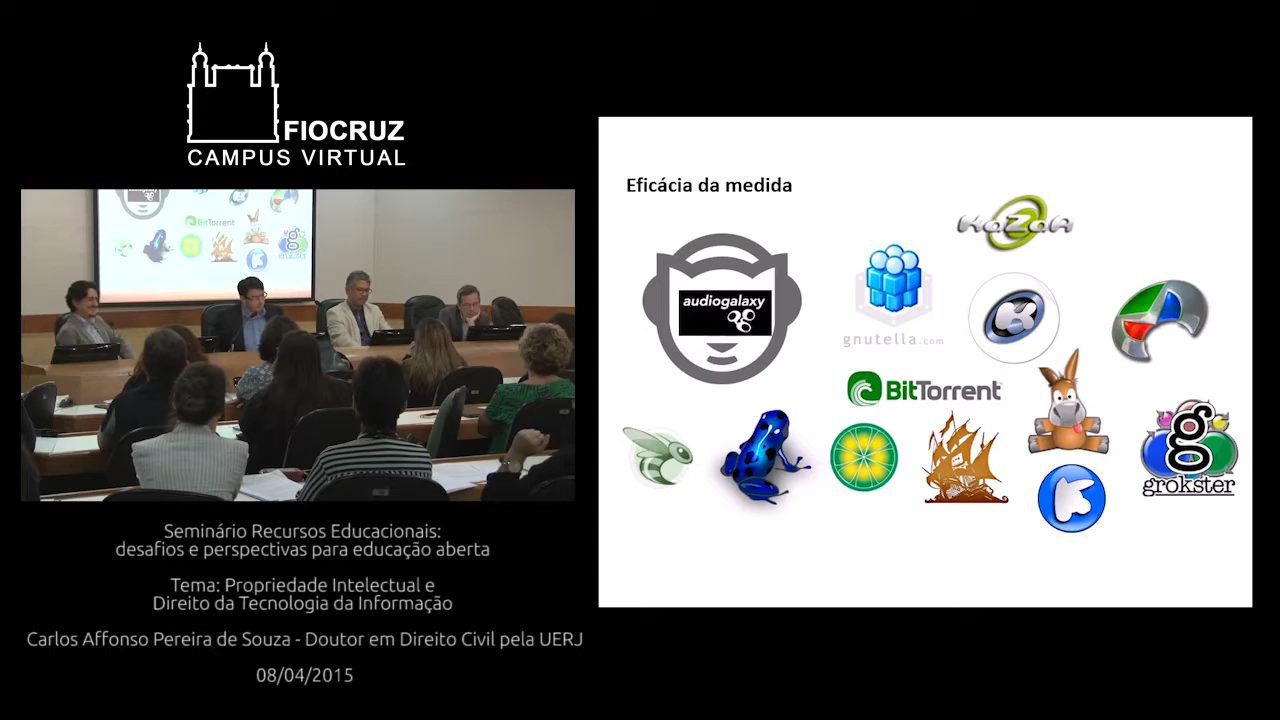 FIOCRUZ
CAMPUS VIRTUAL
BitTorrent
grokster
Seminário Recursos Educacionais:
desafios e perspectivas para educação aberta
Tema: Propriedade Intelectual e
Direito da Tecnologia da Informação
Carlos Affonso Pereira de Souza - Doutor em Direito Civil pela UERJ
08/04/2015
Eficácia da medida
KaZaA
audiogalaxy
gnutella.com
BitTorrent
g
grokster